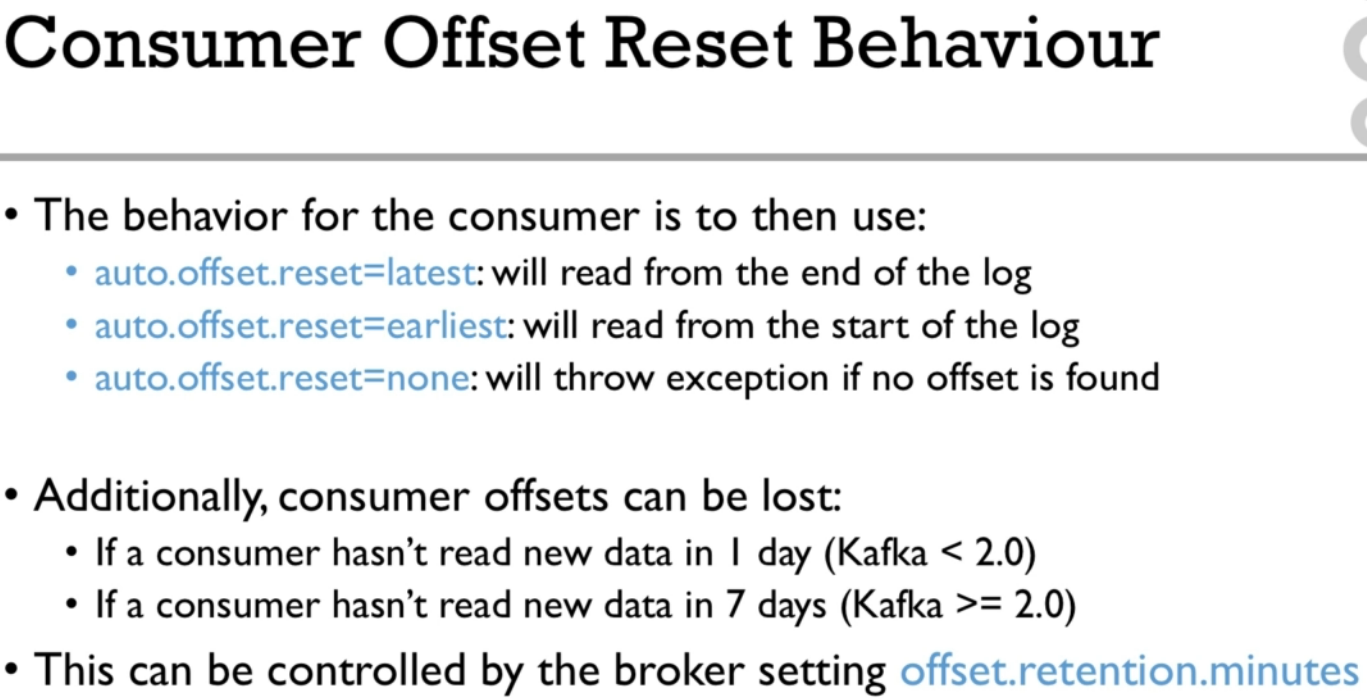 Consumer Offset Reset Behaviour
• The behavior for the consumer is to then use:
• auto.offset.reset=latest: will read from the end of the log
• auto.offset.reset=earliest: will read from the start of the log
• auto.offset.reset=none: will throw exception if no offset is found
• Additionally, consumer offsets can be lost:
• If a consumer hasn't read new data in 1 day (Kafka < 2.0)
• If a consumer hasn't read new data in 7 days (Kafka >= 2.0)
• This can be controlled by the broker setting offset.retention.minutes